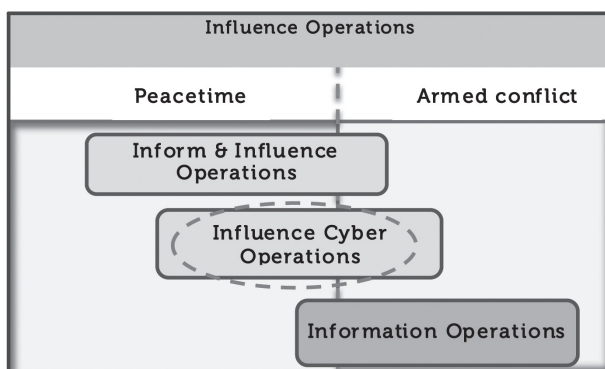 Influence Operations
Peacetime
Armed conflict
Inform & Influence
Operations
Influence Cyber
Operations
Information Operations